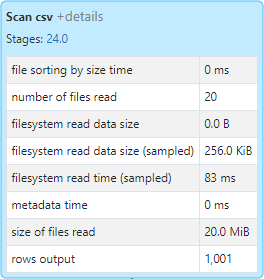 Scan csv +details
Stages: 24.0
file sorting by size time 0 ms
number of files read 20
filesystem read data size 0.0 B
filesystem read data size (sampled) 256.0 KiB
filesystem read time (sampled) 83 ms
metadata time 0 ms
size of files read 20.0 MiB
rows output 1,001